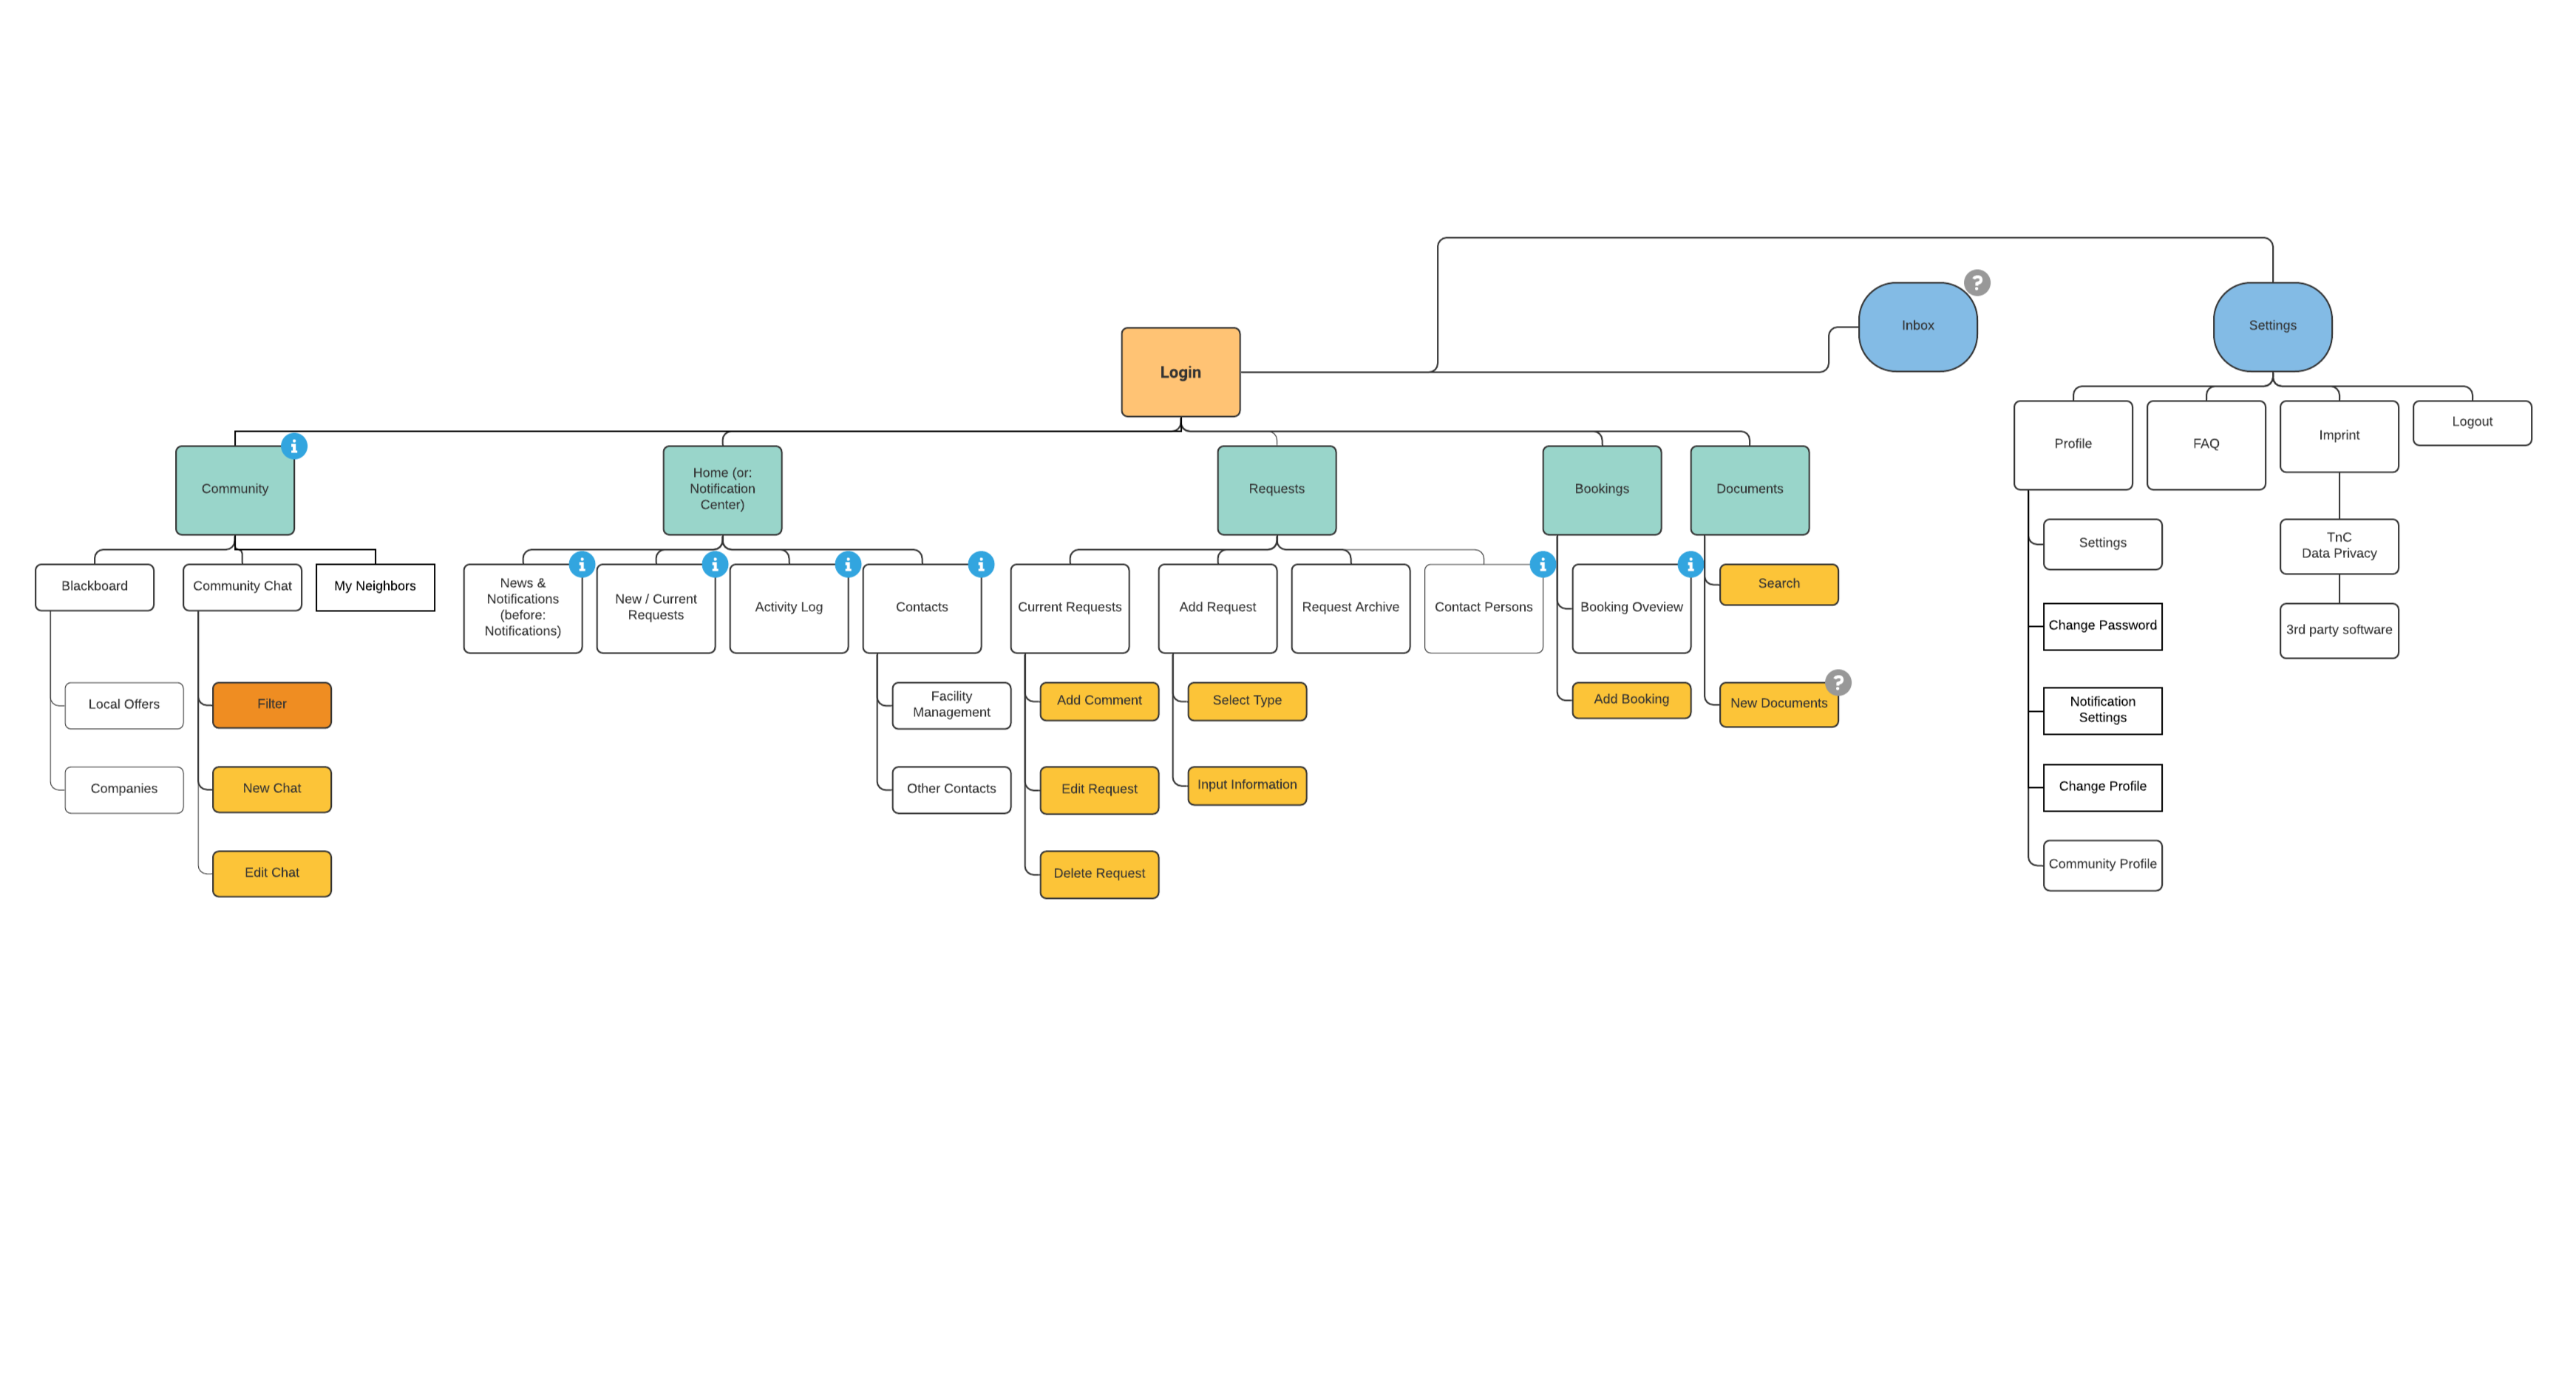 ?
Inbox
Settings
Login
Profile
FAQ
Imprint
Logout
i
Community
Home (or:
Notification
Center)
Requests
Bookings
Documents
Settings
TnC
Data Privacy
Blackboard
Community Chat
My Neighbors
i
News &
Notifications
(before:
Notifications)
i
New / Current
Requests
i
Activity Log
i
Contacts
Current Requests
Add Request
Request Archive
i
Contact Persons
i
Booking Oveview
Search
Change Password
3rd party software
Local Offers
Filter
Facility
Management
Add Comment
Select Type
Add Booking
?
New Documents
Notification
Settings
Companies
New Chat
Other Contacts
Edit Request
Input Information
Change Profile
Edit Chat
Delete Request
Community Profile